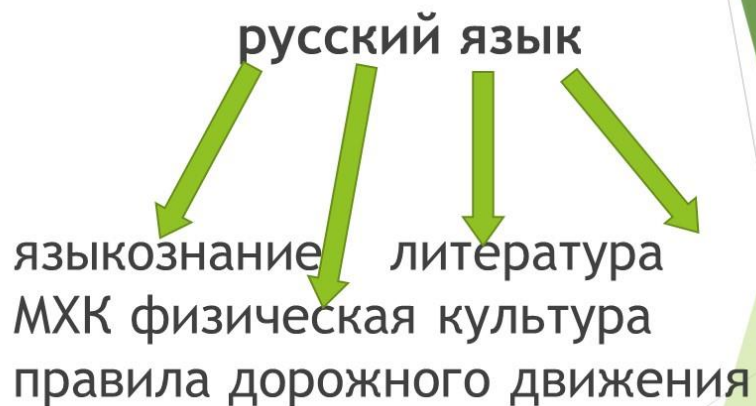 русский язык
языкознание литература
МХК физическая культура
правила дорожного движения